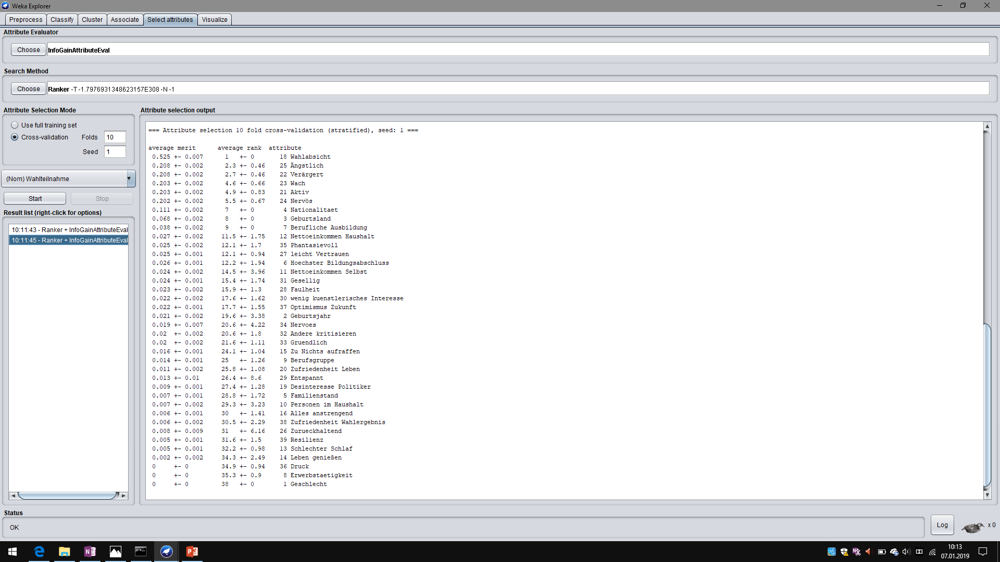 Weka Explorer
Preprocess Classify Cluster Associate Select attributes Visualize
Attribute Evaluator
Choose InfoGainAttributeEval
Search Method
Choose Ranker -T -1.7976931348623157E308 -N -1
Attribute Selection Mode
Use full training set
Cross-validation Folds 10
Seed 1
(Nom) Wahlteilnahme
Start Stop
Result list (right-click for options)
10:11:43 - Ranker + InfoGainAttributeEval
10:11:45 - Ranker + InfoGainAttributeEval
Attribute selection output
=== Attribute selection 10 fold cross-validation (stratified), seed: 1 ===
average merit average rank attribute
0.525 +- 0.007 1 +- 0 18 Wahlabsicht
0.208 +- 0.002 2.3 +- 0.46 25 Ängstlich
0.208 +- 0.002 2.7 +- 0.46 22 Verärgert
0.203 +- 0.002 4.6 +- 0.66 23 Wach
0.203 +- 0.002 4.9 +- 0.83 21 Aktiv
0.202 +- 0.002 5.5 +- 0.67 24 Nervös
0.111 +- 0.002 7 +- 0 4 Nationalitaet
0.068 +- 0.002 8 +- 0 3 Geburtsland
0.038 +- 0.002 9 +- 0 7 Berufliche Ausbildung
0.027 +- 0.002 11.5 +- 1.75 12 Nettoeinkommen Haushalt
0.025 +- 0.002 12.1 +- 1.7 35 Phantasievoll
0.025 +- 0.001 12.1 +- 0.94 27 leicht Vertrauen
0.026 +- 0.001 12.2 +- 1.94 6 Hoechster Bildungsabschluss
0.024 +- 0.002 14.5 +- 3.96 11 Nettoeinkommen Selbst
0.024 +- 0.001 15.4 +- 1.74 31 Gesellig
0.023 +- 0.002 15.9 +- 1.3 28 Faulheit
0.022 +- 0.002 17.6 +- 1.62 30 wenig kuenstlerisches Interesse
0.022 +- 0.001 17.7 +- 1.55 37 Optimismus Zukunft
0.021 +- 0.002 19.6 +- 3.38 2 Geburtsjahr
0.019 +- 0.007 20.6 +- 4.22 34 Nervoes
0.02 +- 0.002 20.6 +- 1.8 32 Andere kritisieren
0.02 +- 0.002 21.6 +- 1.11 33 Gruendlich
0.016 +- 0.001 24.1 +- 1.04 15 Zu Nichts aufraffen
0.014 +- 0.001 25 +- 1.26 9 Berufsgruppe
0.011 +- 0.002 25.8 +- 1.08 20 Zufriedenheit Leben
0.013 +- 0.01 26.4 +- 8.6 29 Entspannt
0.009 +- 0.001 27.4 +- 1.28 19 Desinteresse Politiker
0.007 +- 0.001 28.8 +- 1.72 5 Familienstand
0.007 +- 0.002 29.3 +- 3.23 10 Personen im Haushalt
0.006 +- 0.001 30 +- 1.41 16 Alles anstrengend
0.006 +- 0.002 30.5 +- 2.29 38 Zufriedenheit Wahlergebnis
0.008 +- 0.009 31 +- 6.16 26 Zurueckhaltend
0.005 +- 0.001 31.6 +- 1.5 39 Resilienz
0.005 +- 0.001 32.2 +- 0.98 13 Schlechter Schlaf
0.002 +- 0.002 34.3 +- 2.49 14 Leben genießen
0 +- 0 34.9 +- 0.94 36 Druck
0 +- 0 35.3 +- 0.9 8 Erwerbstaetigkeit
0 +- 0 38 +- 0 1 Geschlecht
Status
OK
Log
x 0
10:13
07.01.2019